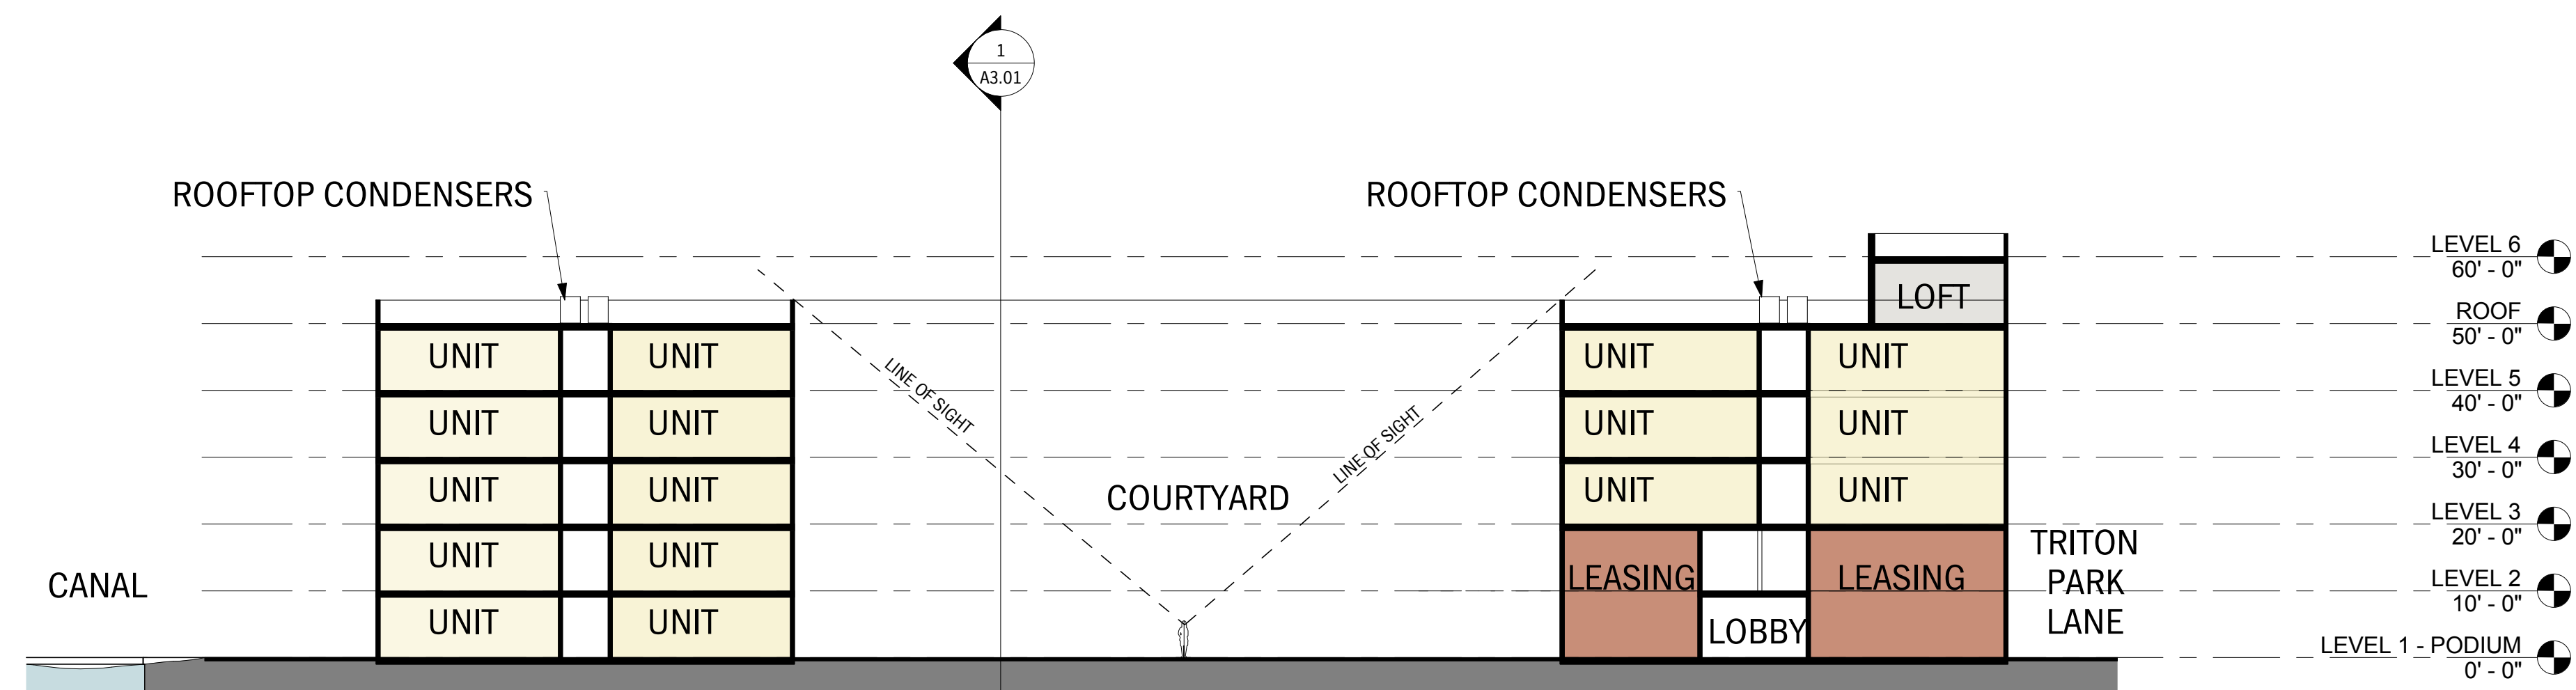 1
A3.01
ROOFTOP CONDENSERS
ROOFTOP CONDENSERS
LEVEL 6
60' - 0"
LOFT
ROOF
50' - 0"
UNIT UNIT UNIT UNIT
LINE OF SIGHT
LINE OF SIGHT
LEVEL 5
40' - 0"
UNIT UNIT UNIT UNIT
LEVEL 4
30' - 0"
UNIT UNIT COURTYARD UNIT UNIT
LEVEL 3
20' - 0"
UNIT UNIT
TRITON
PARK
LANE
CANAL
LEASING LEASING
LEVEL 2
10' - 0"
UNIT UNIT LOBBY
LEVEL 1 - PODIUM
0' - 0"